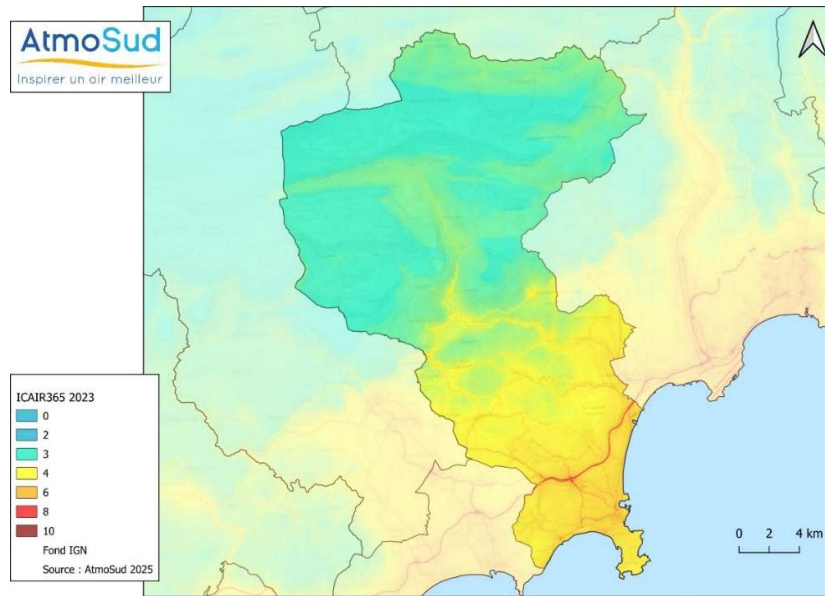 AtmoSud
Inspirer un air meilleur
ICAIR365 2023
0
2
3
4
6
8
10
Fond IGN
Source : AtmoSud 2025
0 2 4 km